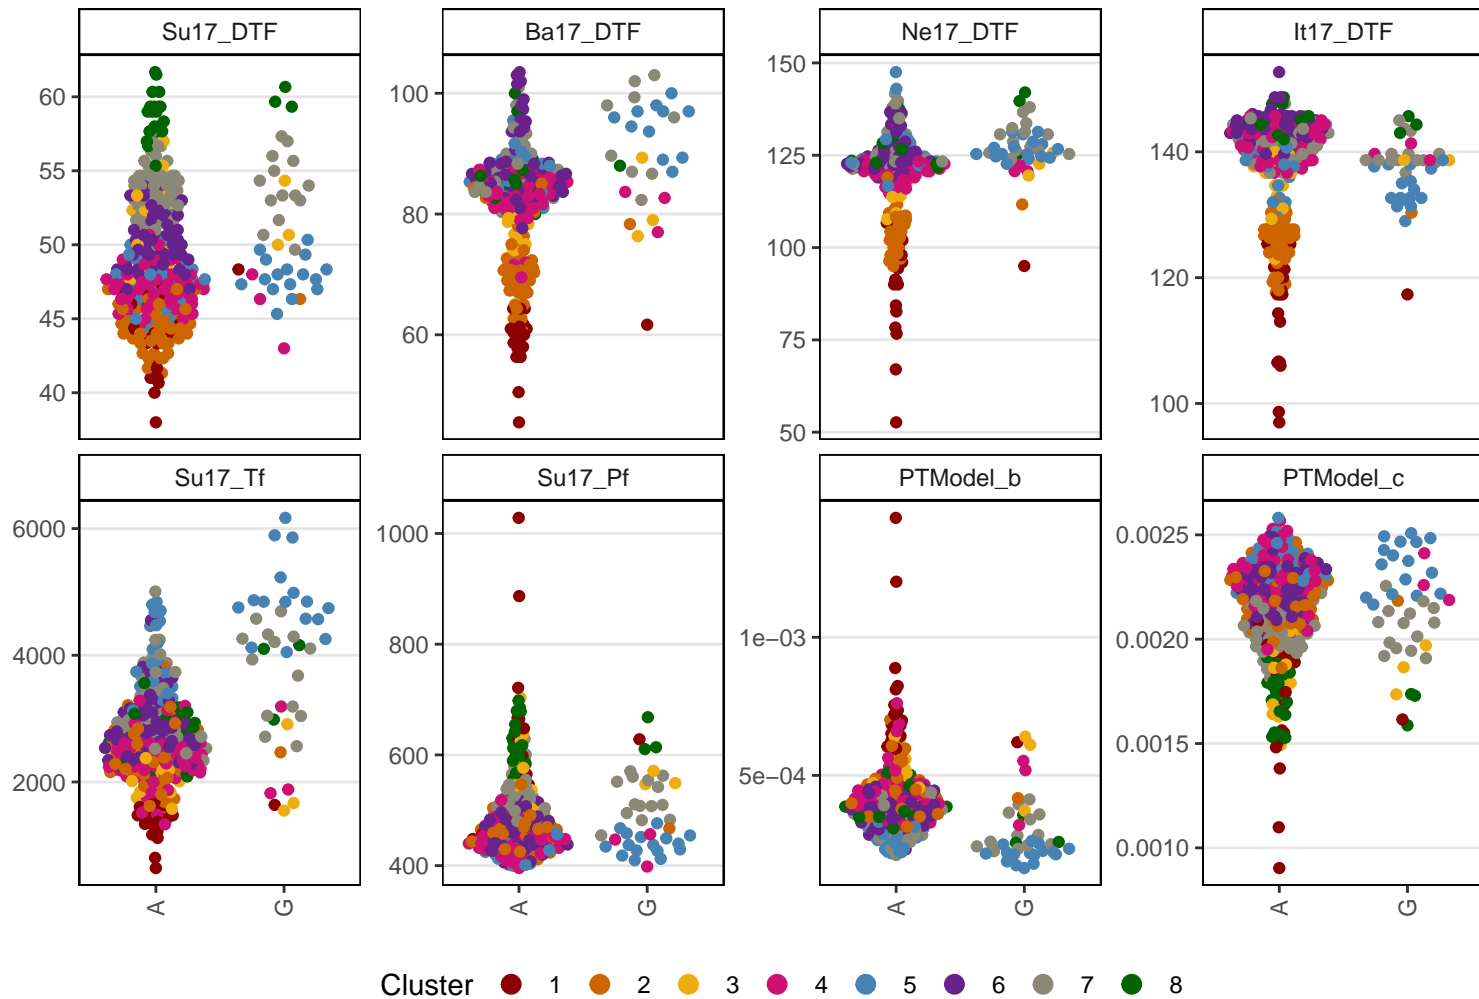 Su17_DTF Ba17_DTF Ne17_DTF It17_DTF
60 55 50 45 40
100 80 60
150 125 100 75 50
140 120 100
Su17_Tf Su17_Pf PTModel_b PTModel_c
6000 4000 2000
1000 800 600 400
1e−03 5e−04
0.0025 0.0020 0.0015 0.0010
A G A G A G A G
Cluster 1 2 3 4 5 6 7 8